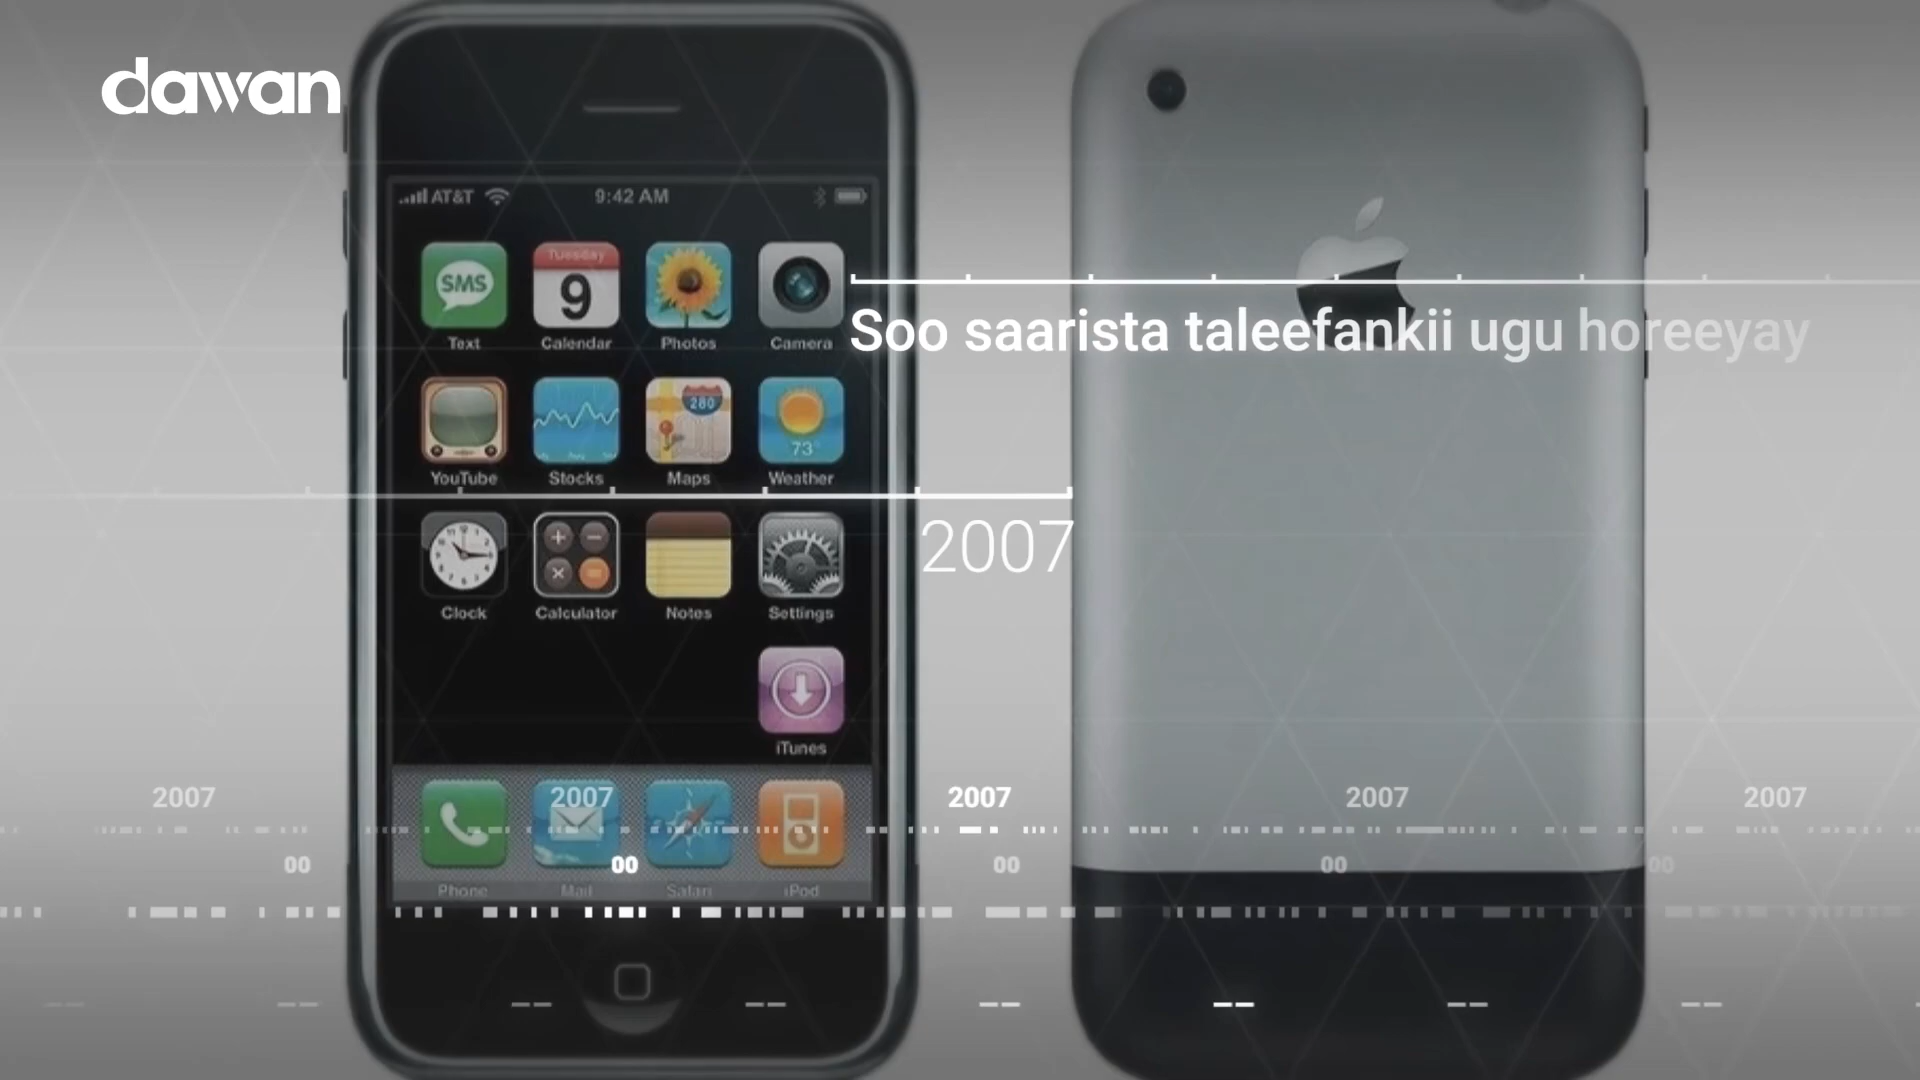 dawan
AT&T 9:42 AM
SMS Tuesday 9
Text Calendar Photos Camera
Soo saarista taleefankii ugu horeeyay
280 73°
YouTube Stocks Maps Weather
2007
Clock Calculator Notes Settings
iTunes
2007 2007 2007 2007 2007
00 00 00 00 00
Phone Mail Safari iPod